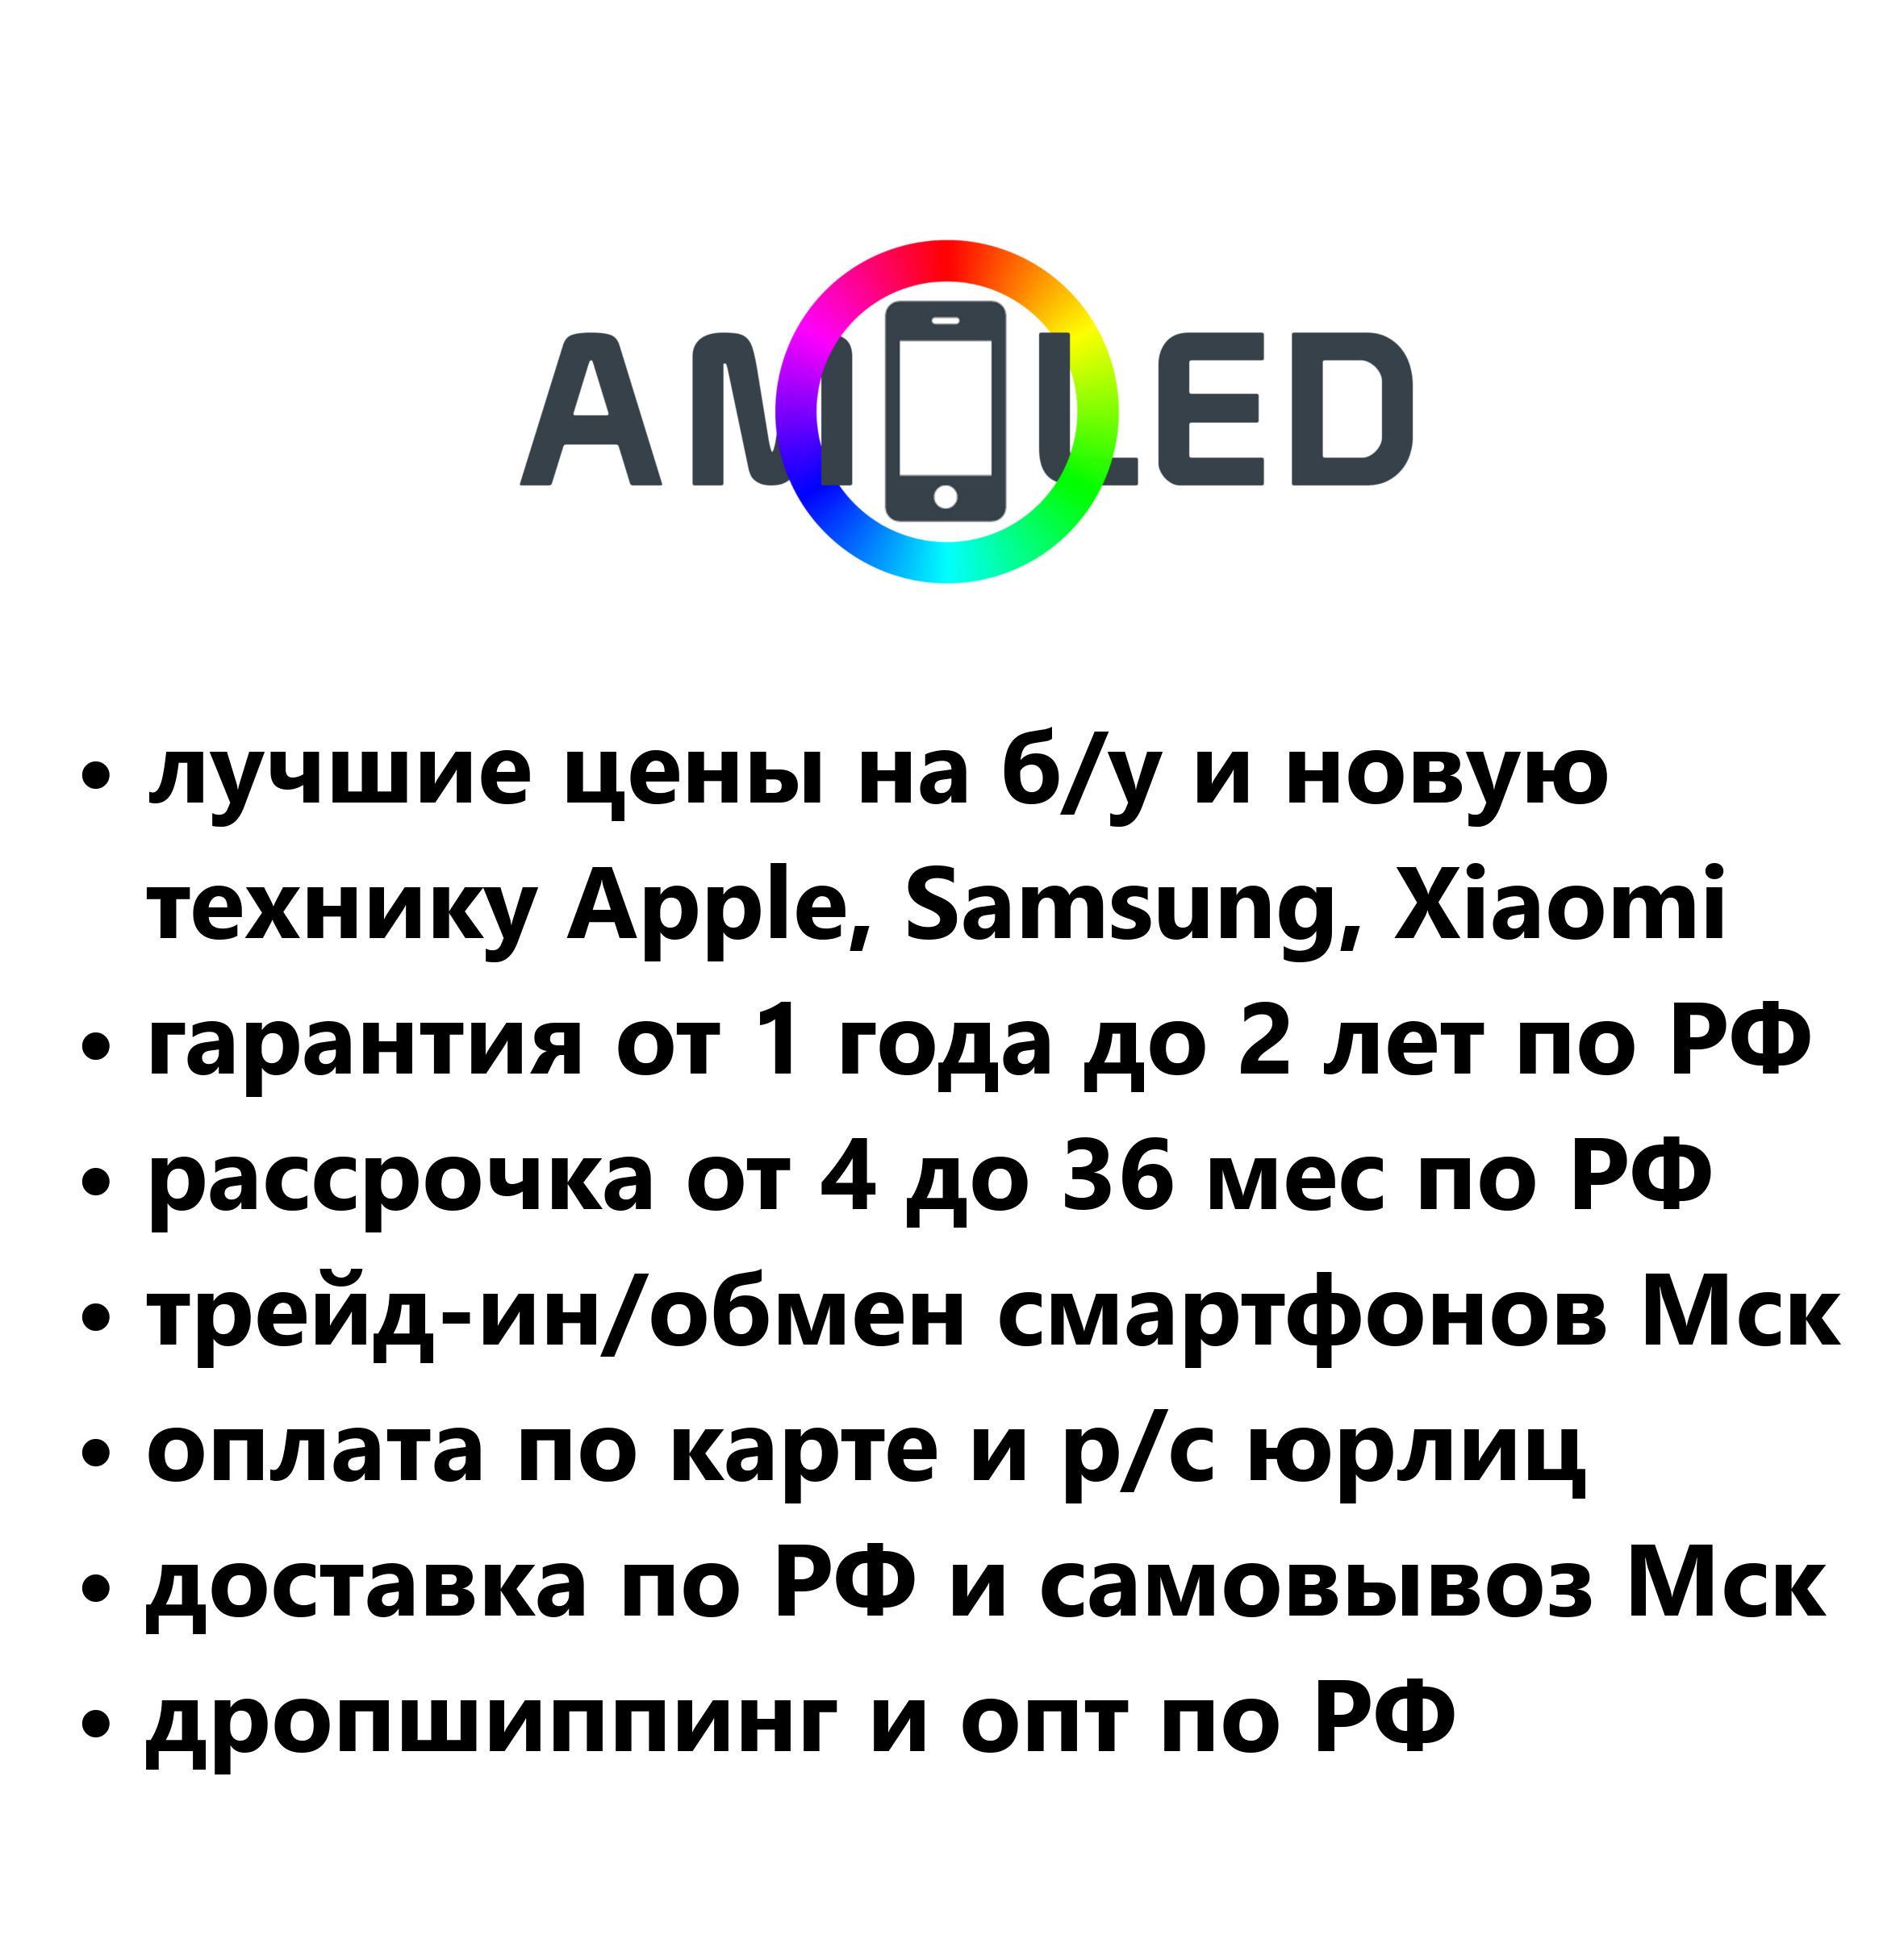 AMOLED
• лучшие цены на б/у и новую
технику Apple, Samsung, Xiaomi
• гарантия от 1 года до 2 лет по РФ
• рассрочка от 4 до 36 мес по РФ
• трейд-ин/обмен смартфонов Мск
• оплата по карте и р/с юрлиц
• доставка по РФ и самовывоз Мск
• дропшиппинг и опт по РФ